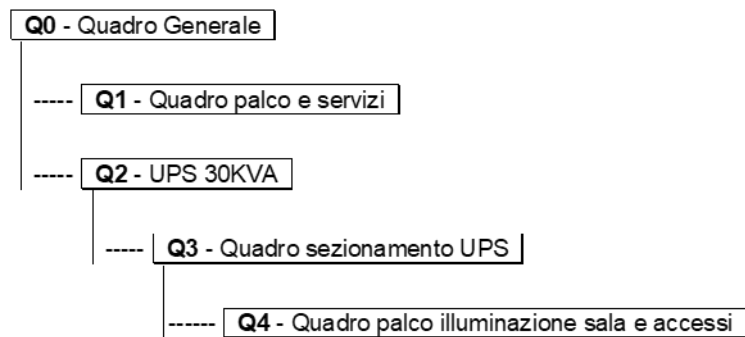 Q0 - Quadro Generale
Q1 - Quadro palco e servizi
Q2 - UPS 30KVA
Q3 - Quadro sezionamento UPS
Q4 - Quadro palco illuminazione sala e accessi